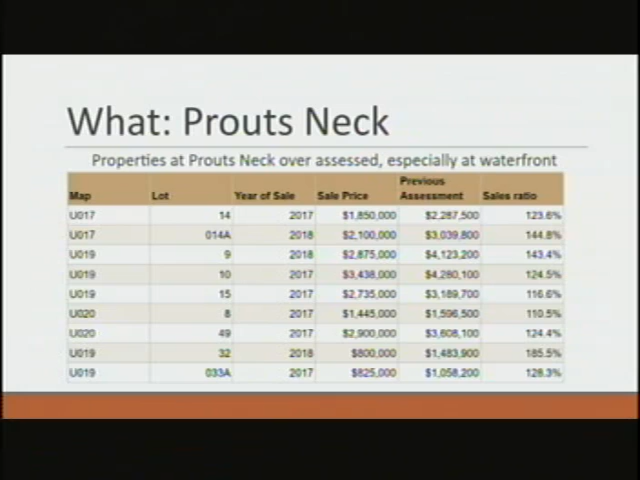 What: Prouts Neck
Properties at Prouts Neck over assessed, especially at waterfront
Map Lot Year of Sale Sale Price Previous Assessment Sales ratio
U017 14 2017 $1,850,000 $2,287,500 123.6%
U017 014A 2018 $2,100,000 $3,039,800 144.8%
U019 9 2018 $2,875,000 $4,123,200 143.4%
U019 10 2017 $3,438,000 $4,280,100 124.5%
U019 15 2017 $2,735,000 $3,189,700 116.6%
U020 8 2017 $1,445,000 $1,596,500 110.5%
U020 49 2017 $2,900,000 $3,608,100 124.4%
U019 32 2018 $800,000 $1,483,900 185.5%
U019 033A 2017 $825,000 $1,058,200 128.3%